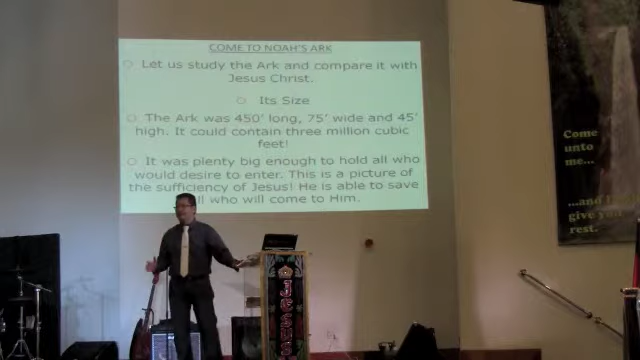 COME TO NOAH'S ARK
Let us study the Ark and compare it with
Jesus Christ.
Its Size
The Ark was 450' long, 75' wide and 45'
high. It could contain three million cubic
feet!
It was plenty big enough to hold all who
would desire to enter. This is a picture of
the sufficiency of Jesus! He is able to save
who will come to Him.
Come
unto
me...
...and I
give you
rest.
JESUS